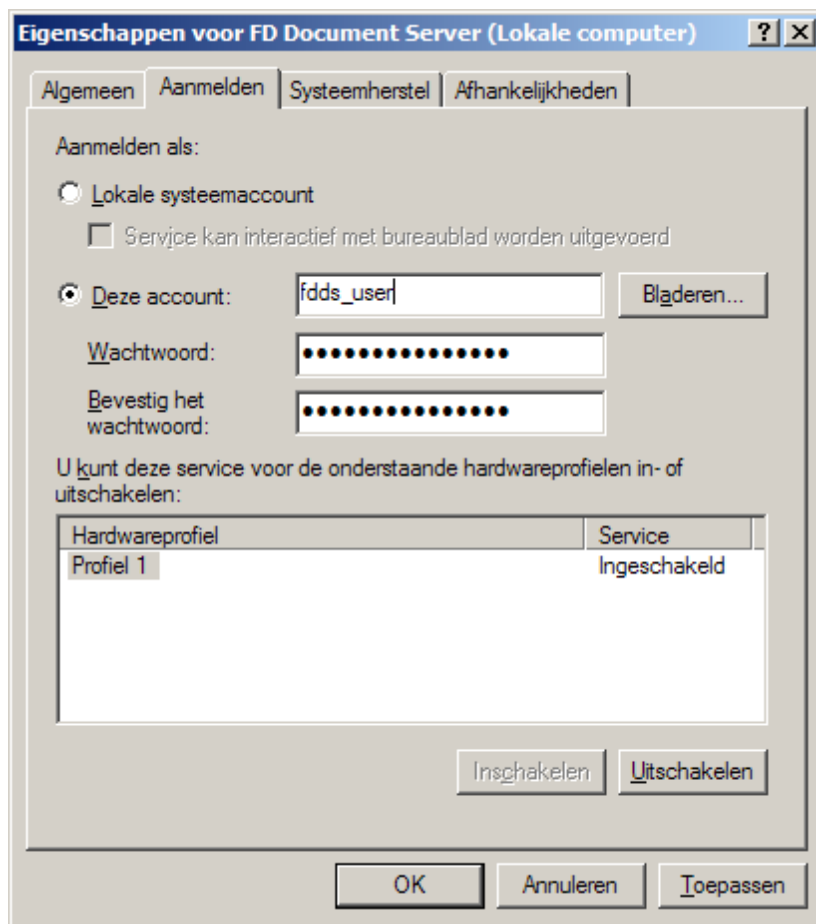 Eigenschappen voor FD Document Server (Lokale computer)
Algemeen Aanmelden Systeemherstel Afhankelijkheden
Aanmelden als:
Lokale systeemaccount
Service kan interactief met bureaublad worden uitgevoerd
Deze account: fdds_user Bladeren...
Wachtwoord: ●●●●●●●●●●●●●●●
Bevestig het
wachtwoord: ●●●●●●●●●●●●●●●
U kunt deze service voor de onderstaande hardwareprofielen in- of
uitschakelen:
Hardwareprofiel Service
Profiel 1 Ingeschakeld
Inschakelen Uitschakelen
OK Annuleren Toepassen